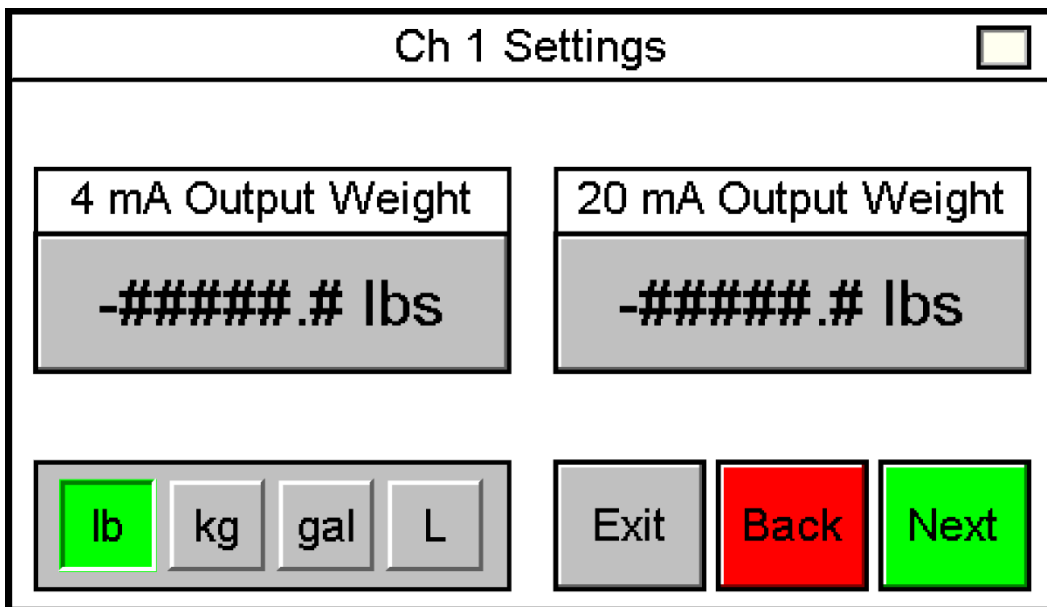 Ch 1 Settings
4 mA Output Weight
20 mA Output Weight
-#####.# lbs
-#####.# lbs
lb
kg
gal
L
Exit
Back
Next